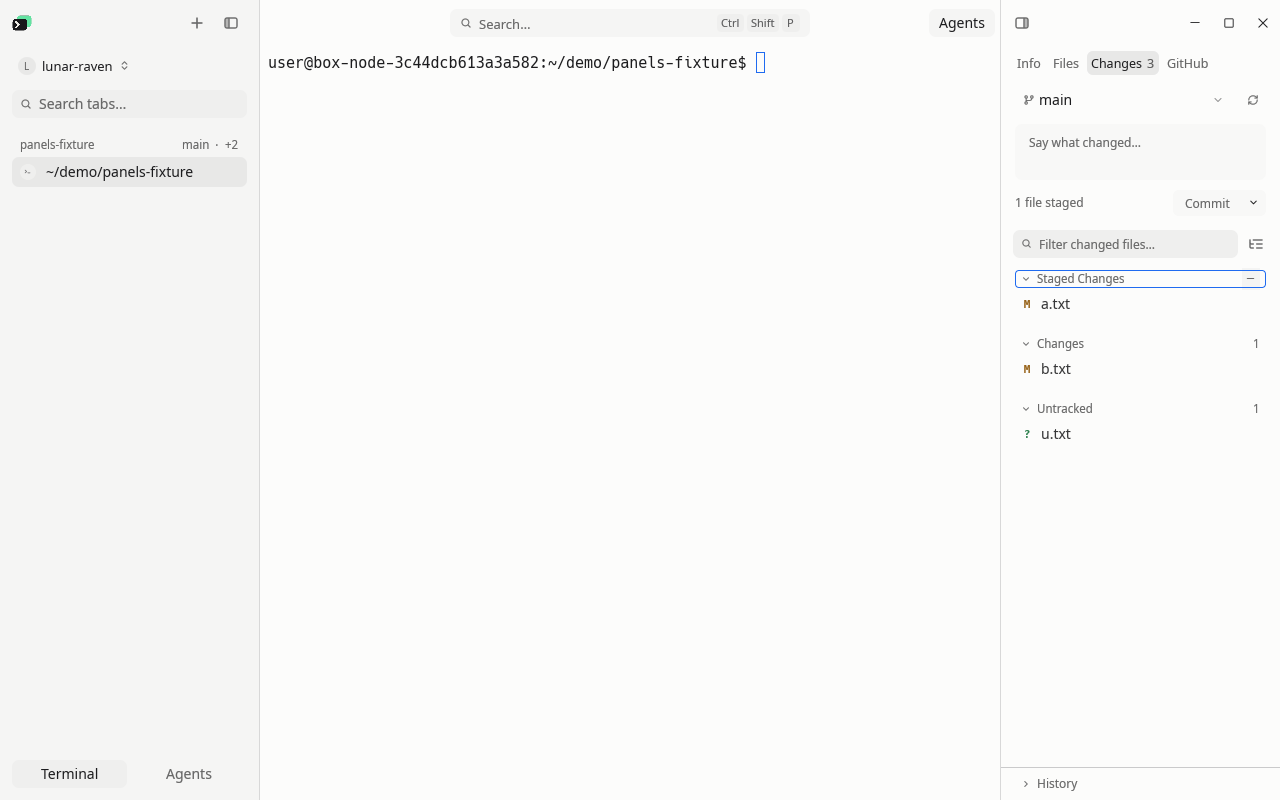 Search...
Ctrl
Shift
P
Agents
L
lunar-raven
Search tabs...
panels-fixture
main · +2
~/demo/panels-fixture
Terminal
Agents
user@box-node-3c44dcb613a3a582:~/demo/panels-fixture$
Info
Files
Changes 3
GitHub
main
Say what changed...
1 file staged
Commit
Filter changed files...
Staged Changes
M a.txt
Changes 1
M b.txt
Untracked 1
? u.txt
History